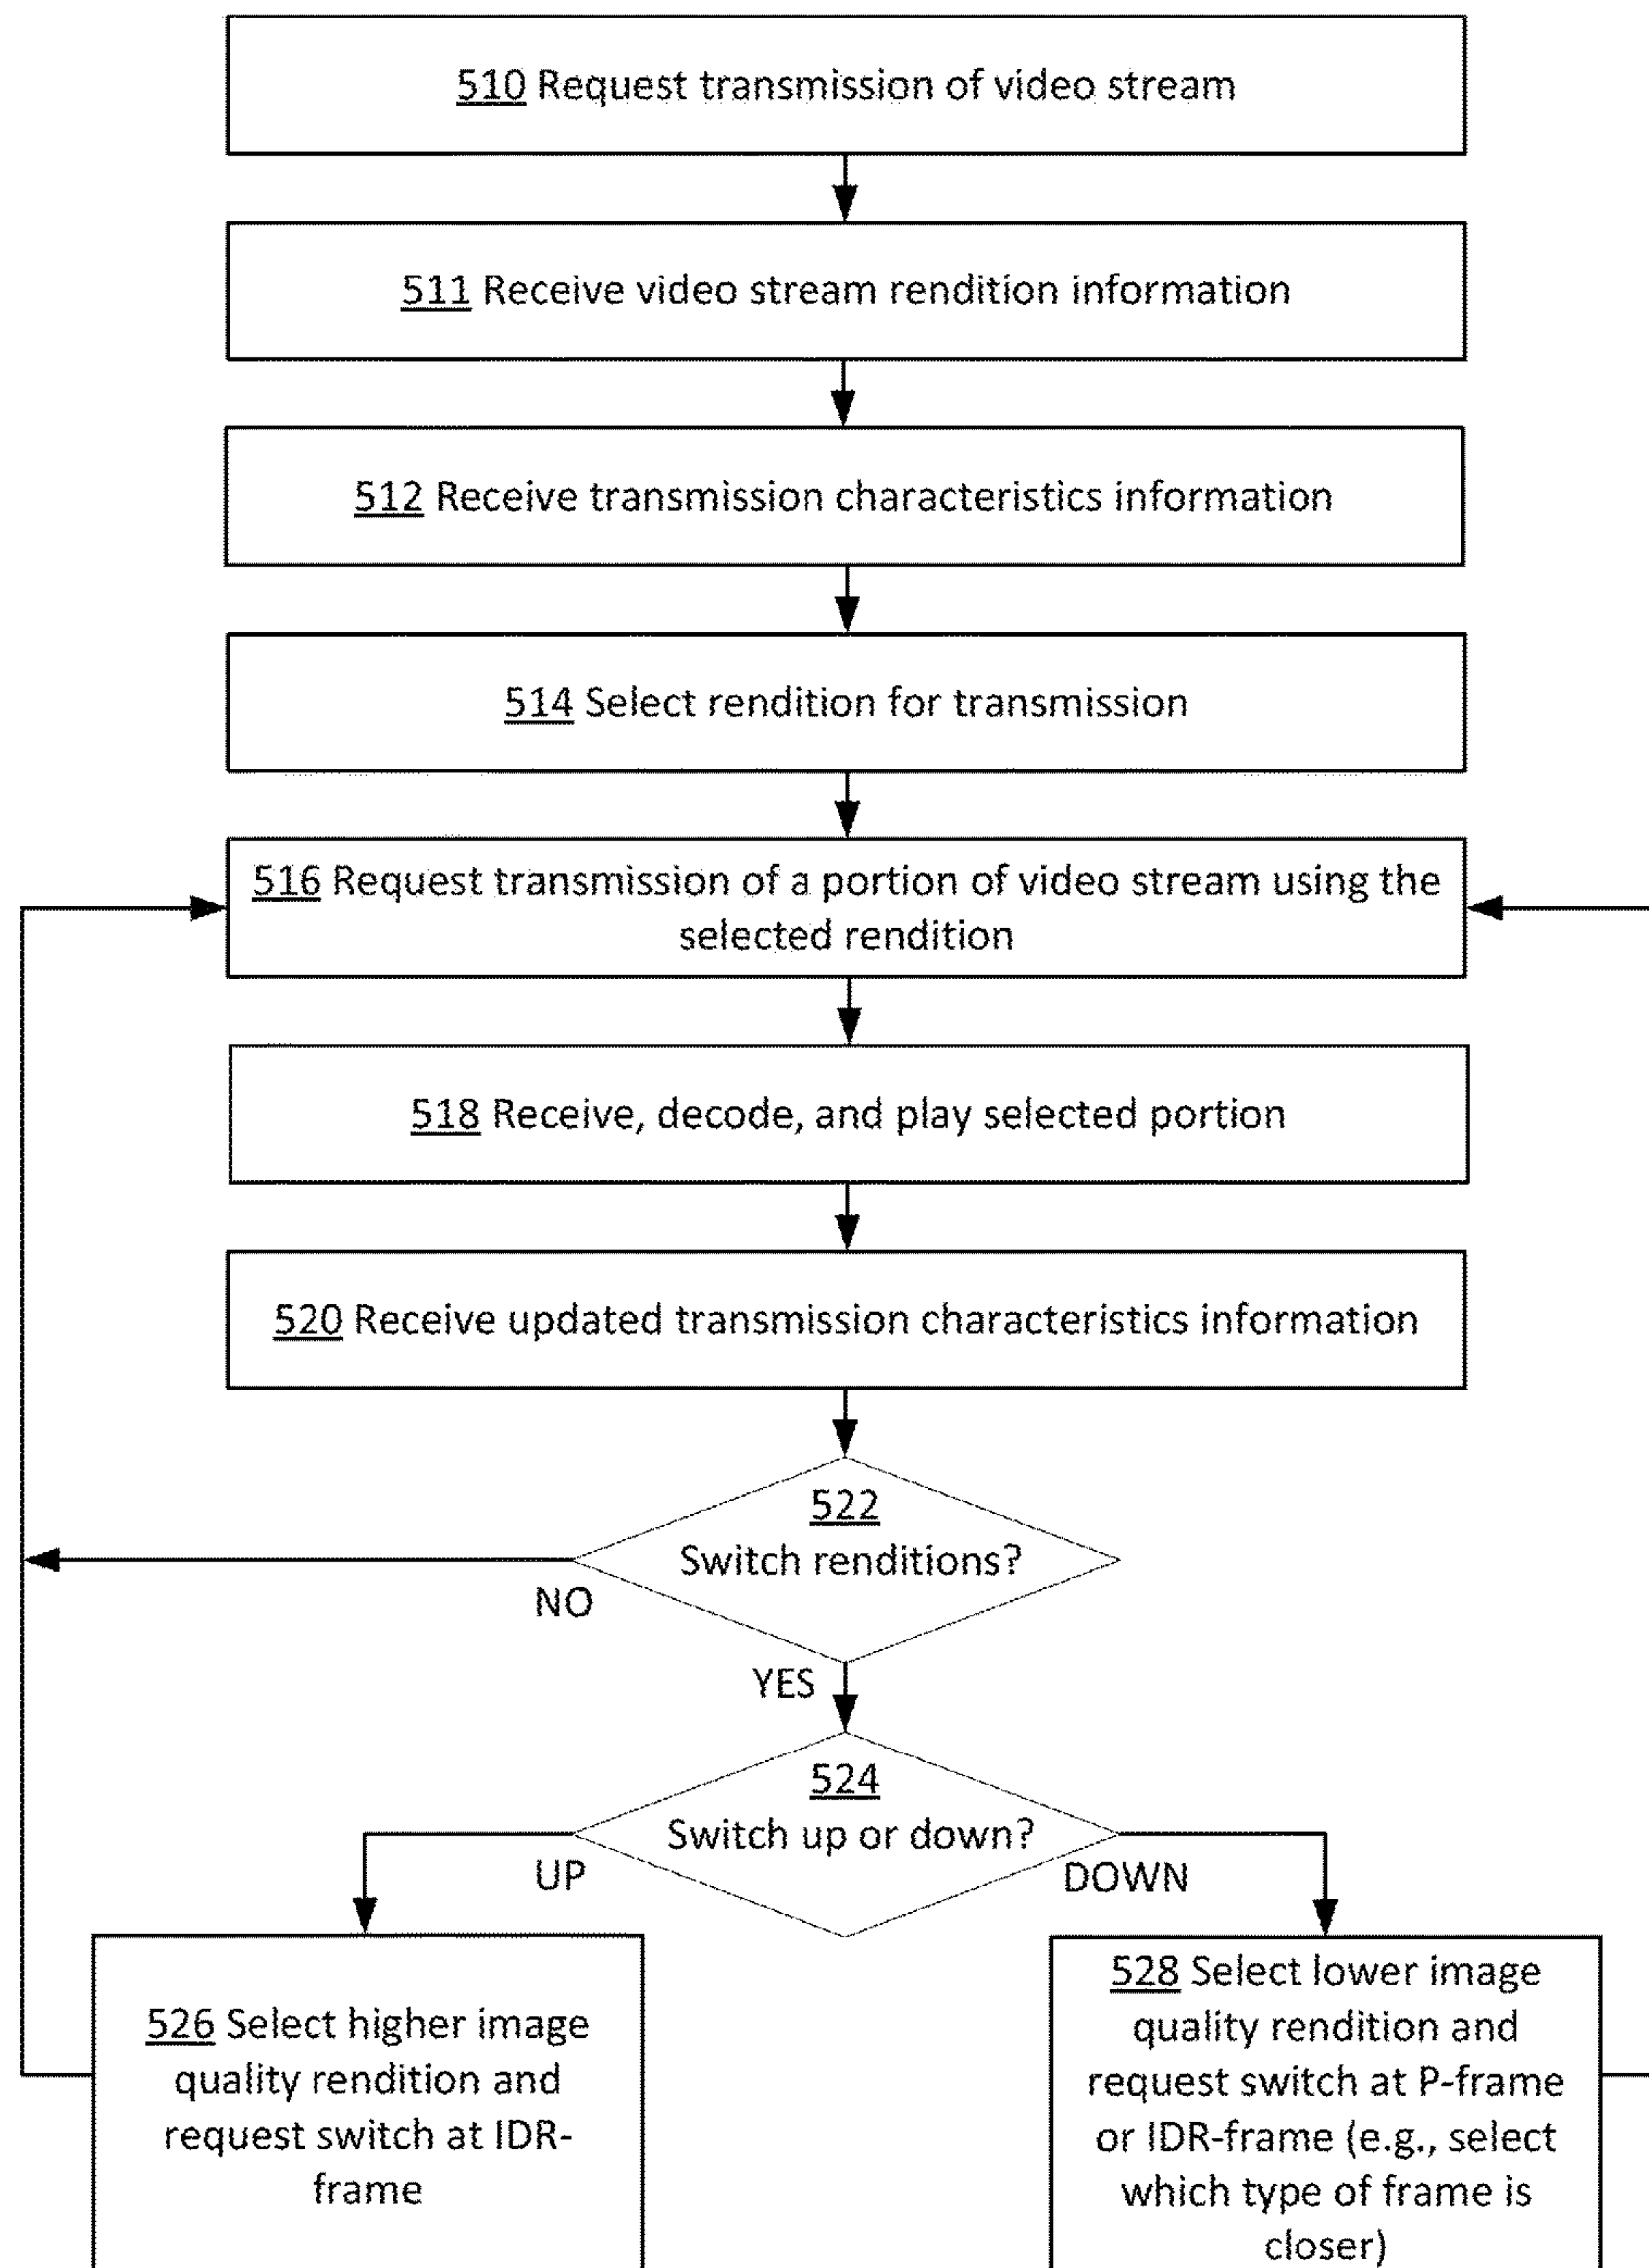 510 Request transmission of video stream
511 Receive video stream rendition information
512 Receive transmission characteristics information
514 Select rendition for transmission
516 Request transmission of a portion of video stream using the
selected rendition
518 Receive, decode, and play selected portion
520 Receive updated transmission characteristics information
522
Switch renditions?
NO
YES
524
Switch up or down?
UP
DOWN
526 Select higher image
quality rendition and
request switch at IDR-
frame
528 Select lower image
quality rendition and
request switch at P-frame
or IDR-frame (e.g., select
which type of frame is
closer)